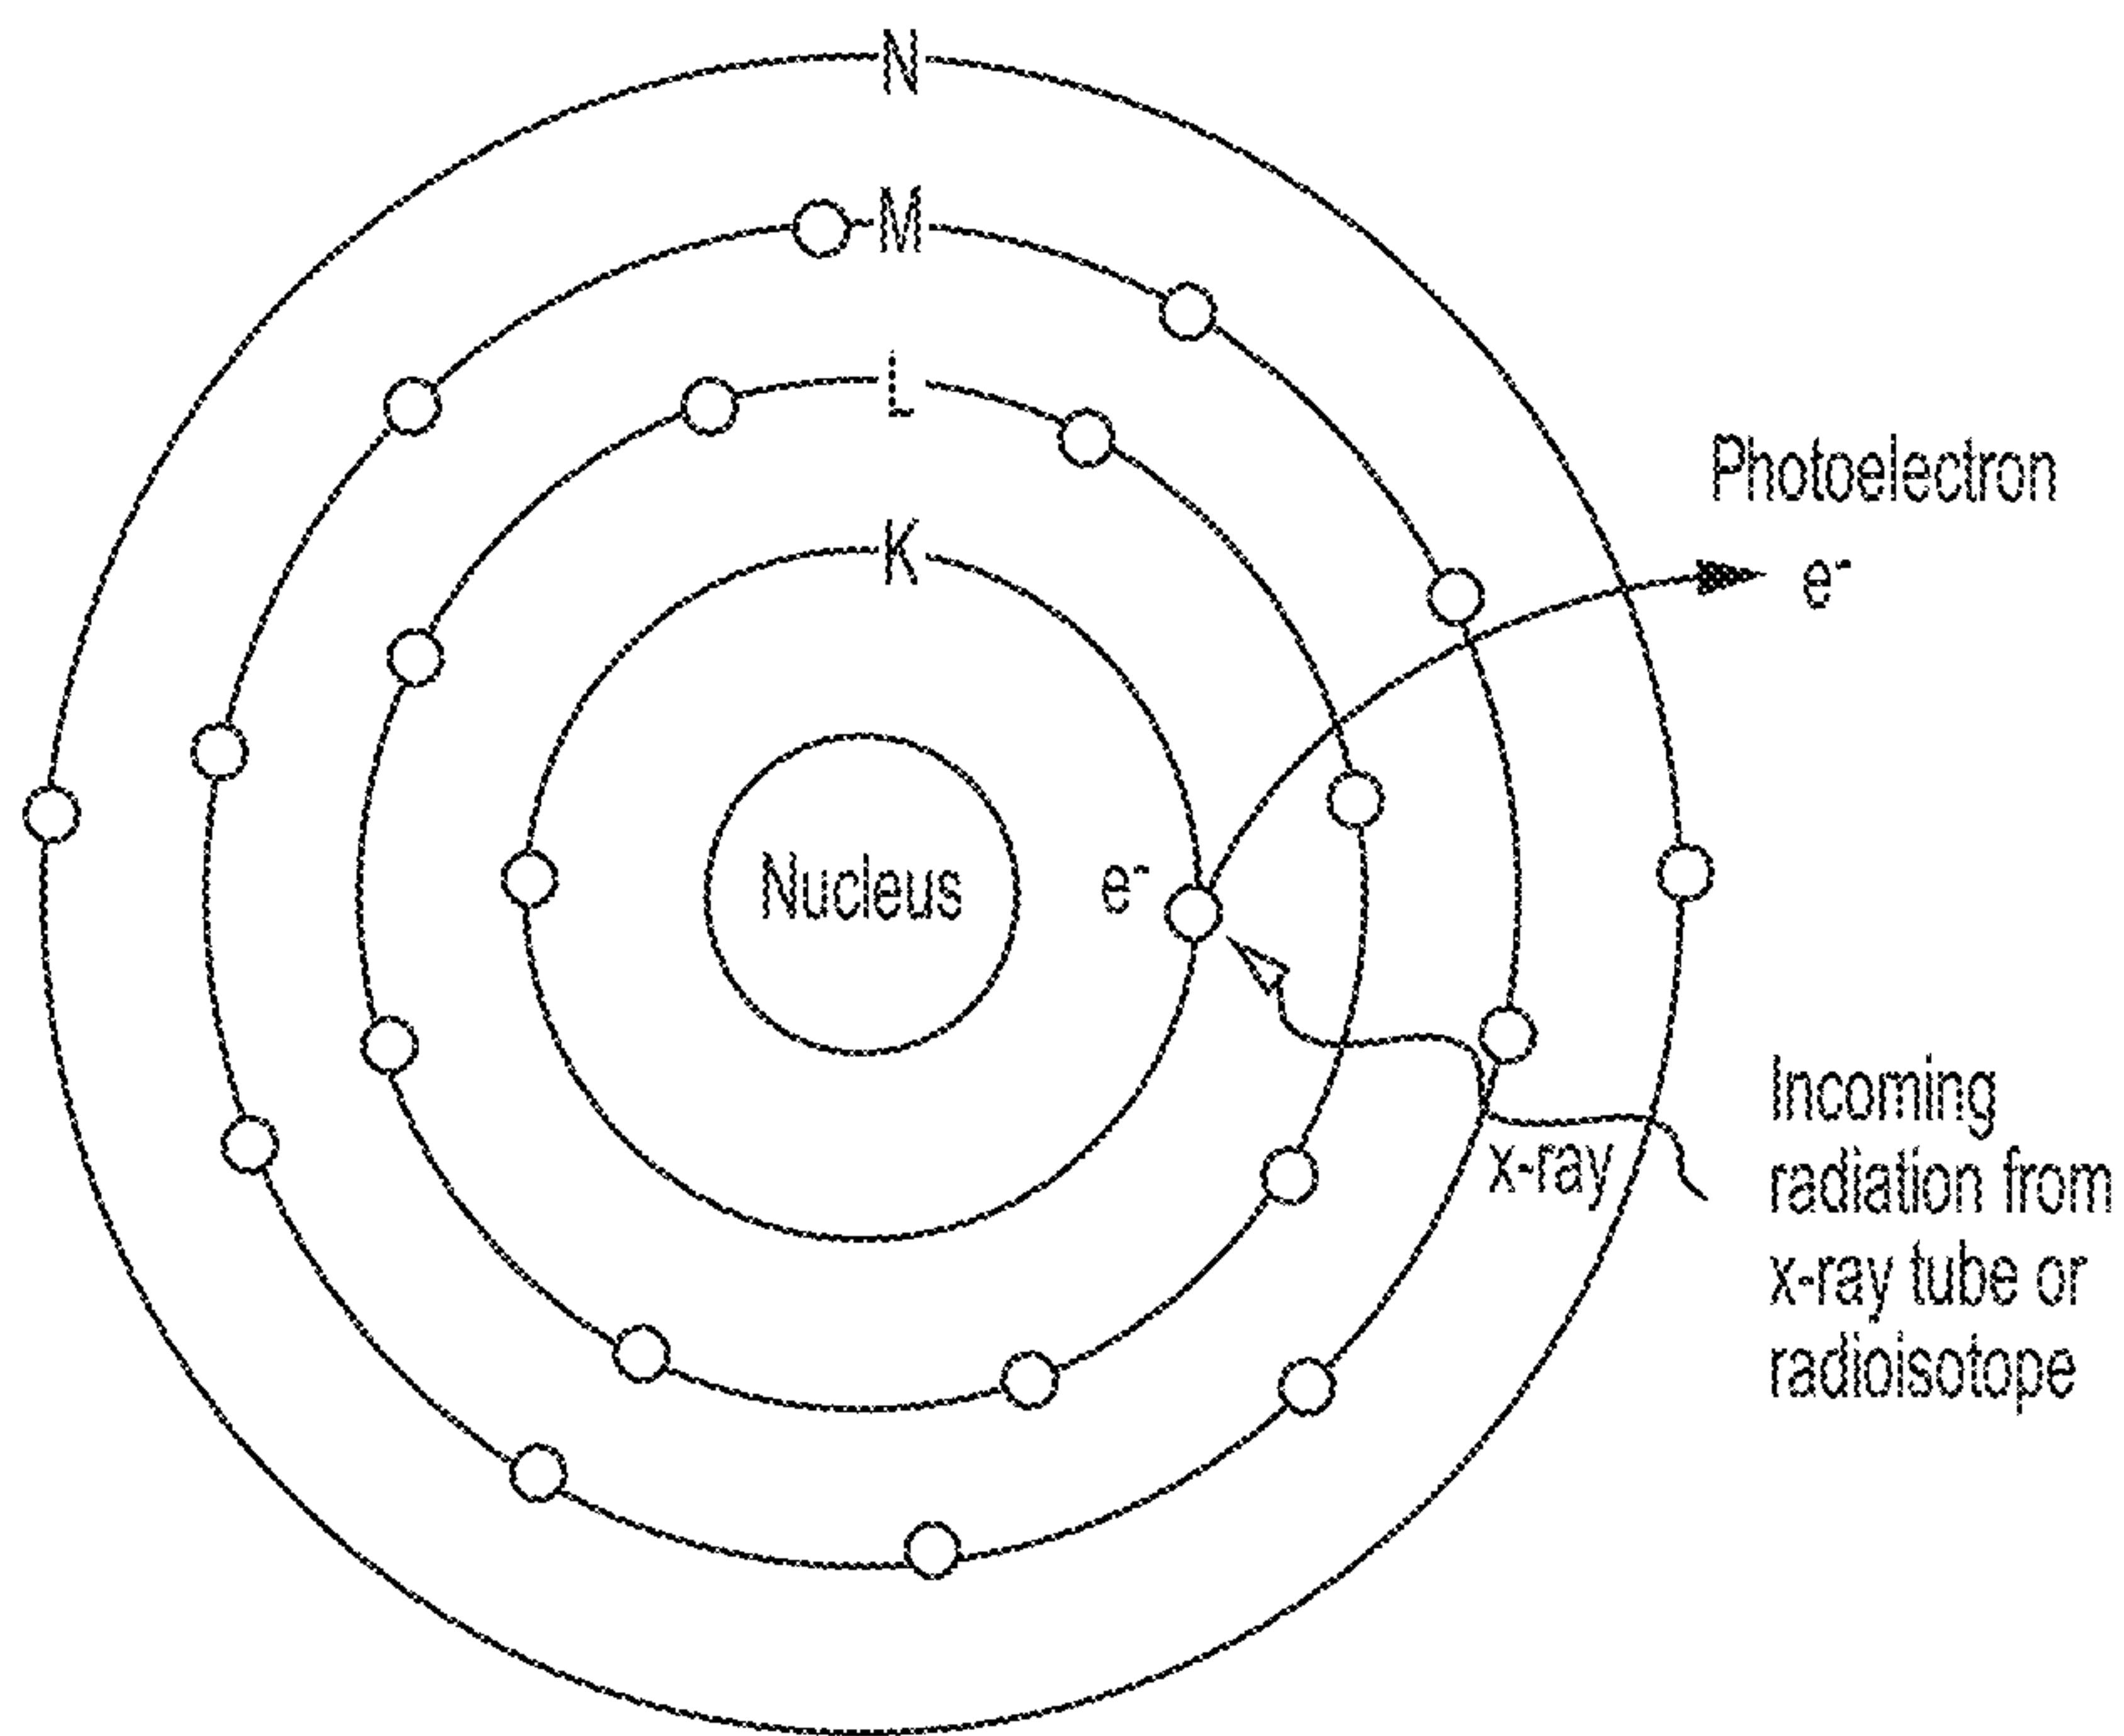 N
M
L
K
Photoelectron
e-
Nucleus
e-
x-ray
Incoming
radiation from
x-ray tube or
radioisotope